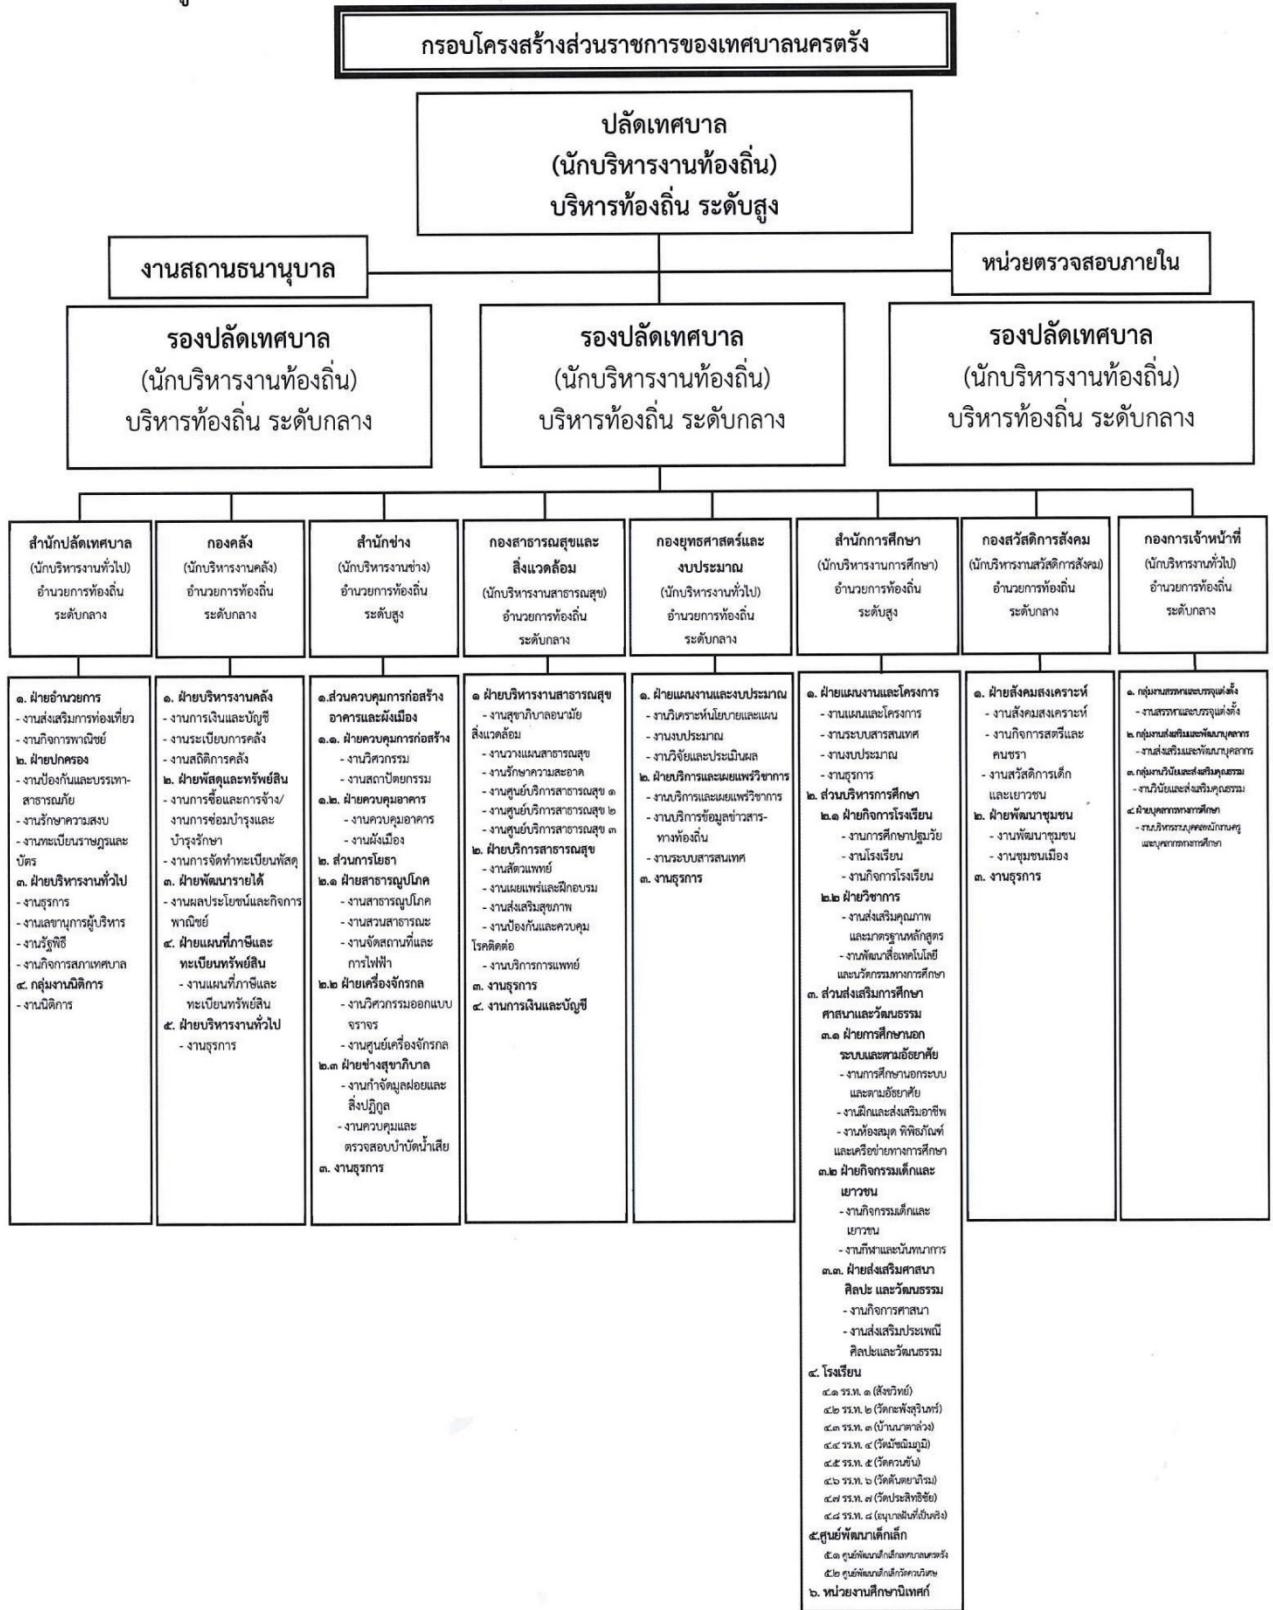 กรอบโครงสร้างส่วนราชการของเทศบาลนครตรัง
ปลัดเทศบาล
(นักบริหารงานท้องถิ่น)
บริหารท้องถิ่น ระดับสูง
งานสถานธนานุบาล
หน่วยตรวจสอบภายใน
รองปลัดเทศบาล
(นักบริหารงานท้องถิ่น)
บริหารท้องถิ่น ระดับกลาง
รองปลัดเทศบาล
(นักบริหารงานท้องถิ่น)
บริหารท้องถิ่น ระดับกลาง
รองปลัดเทศบาล
(นักบริหารงานท้องถิ่น)
บริหารท้องถิ่น ระดับกลาง
สำนักปลัดเทศบาล
(นักบริหารงานทั่วไป)
อำนวยการท้องถิ่น
ระดับกลาง
กองคลัง
(นักบริหารงานคลัง)
อำนวยการท้องถิ่น
ระดับกลาง
สำนักช่าง
(นักบริหารงานช่าง)
อำนวยการท้องถิ่น
ระดับสูง
กองสาธารณสุขและ
สิ่งแวดล้อม
(นักบริหารงานสาธารณสุข)
อำนวยการท้องถิ่น
ระดับกลาง
กองยุทธศาสตร์และ
งบประมาณ
(นักบริหารงานทั่วไป)
อำนวยการท้องถิ่น
ระดับกลาง
สำนักการศึกษา
(นักบริหารงานการศึกษา)
อำนวยการท้องถิ่น
ระดับสูง
กองสวัสดิการสังคม
(นักบริหารงานสวัสดิการสังคม)
อำนวยการท้องถิ่น
ระดับกลาง
กองการเจ้าหน้าที่
(นักบริหารงานทั่วไป)
อำนวยการท้องถิ่น
ระดับกลาง
๑. ฝ่ายอำนวยการ
- งานส่งเสริมการท่องเที่ยว
- งานกิจการพาณิชย์
๒. ฝ่ายปกครอง
- งานป้องกันและบรรเทา-
สาธารณภัย
- งานรักษาความสงบ
- งานทะเบียนราษฎรและ
บัตร
๓. ฝ่ายบริหารงานทั่วไป
- งานธุรการ
- งานเลขานุการผู้บริหาร
- งานรัฐพิธี
- งานกิจการสภาเทศบาล
๔. กลุ่มงานนิติการ
- งานนิติการ
๑. ฝ่ายบริหารงานคลัง
- งานการเงินและบัญชี
- งานระเบียบการคลัง
- งานสถิติการคลัง
๒. ฝ่ายพัสดุและทรัพย์สิน
- งานการซื้อและการจ้าง/
งานการซ่อมบำรุงและ
บำรุงรักษา
- งานการจัดทำทะเบียนพัสดุ
๓. ฝ่ายพัฒนารายได้
- งานผลประโยชน์และกิจการ
พาณิชย์
๔. ฝ่ายแผนที่ภาษีและ
ทะเบียนทรัพย์สิน
- งานแผนที่ภาษีและ
ทะเบียนทรัพย์สิน
๕. ฝ่ายบริหารงานทั่วไป
- งานธุรการ
๑.ส่วนควบคุมการก่อสร้าง
อาคารและผังเมือง
๑.๑. ฝ่ายควบคุมการก่อสร้าง
- งานวิศวกรรม
- งานสถาปัตยกรรม
๑.๒. ฝ่ายควบคุมอาคาร
- งานควบคุมอาคาร
- งานผังเมือง
๒. ส่วนการโยธา
๒.๑ ฝ่ายสาธารณูปโภค
- งานสาธารณูปโภค
- งานสวนสาธารณะ
- งานจัดสถานที่และ
การไฟฟ้า
๒.๒ ฝ่ายเครื่องจักรกล
- งานวิศวกรรมออกแบบ
จราจร
- งานศูนย์เครื่องจักรกล
๒.๓ ฝ่ายช่างสุขาภิบาล
- งานกำจัดมูลฝอยและ
สิ่งปฏิกูล
- งานควบคุมและ
ตรวจสอบบำบัดน้ำเสีย
๓. งานธุรการ
๑ ฝ่ายบริหารงานสาธารณสุข
- งานสุขาภิบาลอนามัย
สิ่งแวดล้อม
- งานวางแผนสาธารณสุข
- งานรักษาความสะอาด
- งานศูนย์บริการสาธารณสุข ๑
- งานศูนย์บริการสาธารณสุข ๒
- งานศูนย์บริการสาธารณสุข ๓
๒. ฝ่ายบริการสาธารณสุข
- งานสัตวแพทย์
- งานเผยแพร่และฝึกอบรม
- งานส่งเสริมสุขภาพ
- งานป้องกันและควบคุม
โรคติดต่อ
- งานบริการการแพทย์
๓. งานธุรการ
๔. งานการเงินและบัญชี
๑. ฝ่ายแผนงานและงบประมาณ
- งานวิเคราะห์นโยบายและแผน
- งานงบประมาณ
- งานวิจัยและประเมินผล
๒. ฝ่ายบริการและเผยแพร่วิชาการ
- งานบริการและเผยแพร่วิชาการ
- งานบริการข้อมูลข่าวสาร-
ทางท้องถิ่น
- งานระบบสารสนเทศ
๓. งานธุรการ
๑. ฝ่ายแผนงานและโครงการ
- งานแผนและโครงการ
- งานระบบสารสนเทศ
- งานงบประมาณ
- งานธุรการ
๒. ส่วนบริหารการศึกษา
๒.๑ ฝ่ายกิจการโรงเรียน
- งานการศึกษาปฐมวัย
- งานโรงเรียน
- งานกิจการโรงเรียน
๒.๒ ฝ่ายวิชาการ
- งานส่งเสริมคุณภาพ
และมาตรฐานหลักสูตร
- งานพัฒนาสื่อเทคโนโลยี
และนวัตกรรมทางการศึกษา
๓. ส่วนส่งเสริมการศึกษา
ศาสนาและวัฒนธรรม
๓.๑ ฝ่ายการศึกษานอก
ระบบและตามอัธยาศัย
- งานการศึกษานอกระบบ
และตามอัธยาศัย
- งานฝึกและส่งเสริมอาชีพ
- งานห้องสมุด พิพิธภัณฑ์
และเครือข่ายทางการศึกษา
๓.๒ ฝ่ายกิจกรรมเด็กและ
เยาวชน
- งานกิจกรรมเด็กและ
เยาวชน
- งานกีฬาและนันทนาการ
๓.๓. ฝ่ายส่งเสริมศาสนา
ศิลปะ และวัฒนธรรม
- งานกิจการศาสนา
- งานส่งเสริมประเพณี
ศิลปะและวัฒนธรรม
๔. โรงเรียน
๔.๑ รร.ท. ๑ (สังขวิทย์)
๔.๒ รร.ท. ๒ (วัดกะพังสุรินทร์)
๔.๓ รร.ท. ๓ (บ้านนาตาล่วง)
๔.๔ รร.ท. ๔ (วัดมัชฌิมภูมิ)
๔.๕ รร.ท. ๕ (วัดควนขัน)
๔.๖ รร.ท. ๖ (วัดตันตยาภิรม)
๔.๗ รร.ท. ๗ (วัดประสิทธิชัย)
๔.๘ รร.ท. ๘ (อนุบาลฝันที่เป็นจริง)
๕.ศูนย์พัฒนาเด็กเล็ก
๕.๑ ศูนย์พัฒนาเด็กเล็กเทศบาลนครตรัง
๕.๒ ศูนย์พัฒนาเด็กเล็กวัดควนวิเศษ
๖. หน่วยงานศึกษานิเทศก์
๑. ฝ่ายสังคมสงเคราะห์
- งานสังคมสงเคราะห์
- งานกิจการสตรีและ
คนชรา
- งานสวัสดิการเด็ก
และเยาวชน
๒. ฝ่ายพัฒนาชุมชน
- งานพัฒนาชุมชน
- งานชุมชนเมือง
๓. งานธุรการ
๑. กลุ่มงานสรรหาและบรรจุแต่งตั้ง
- งานสรรหาและบรรจุแต่งตั้ง
๒. กลุ่มงานส่งเสริมและพัฒนาบุคลากร
- งานส่งเสริมและพัฒนาบุคลากร
๓. กลุ่มงานวินัยและส่งเสริมคุณธรรม
- งานวินัยและส่งเสริมคุณธรรม
๔ ฝ่ายบุคลากรทางการศึกษา
- งานบริหารงานบุคคลพนักงานครู
และบุคลากรทางการศึกษา